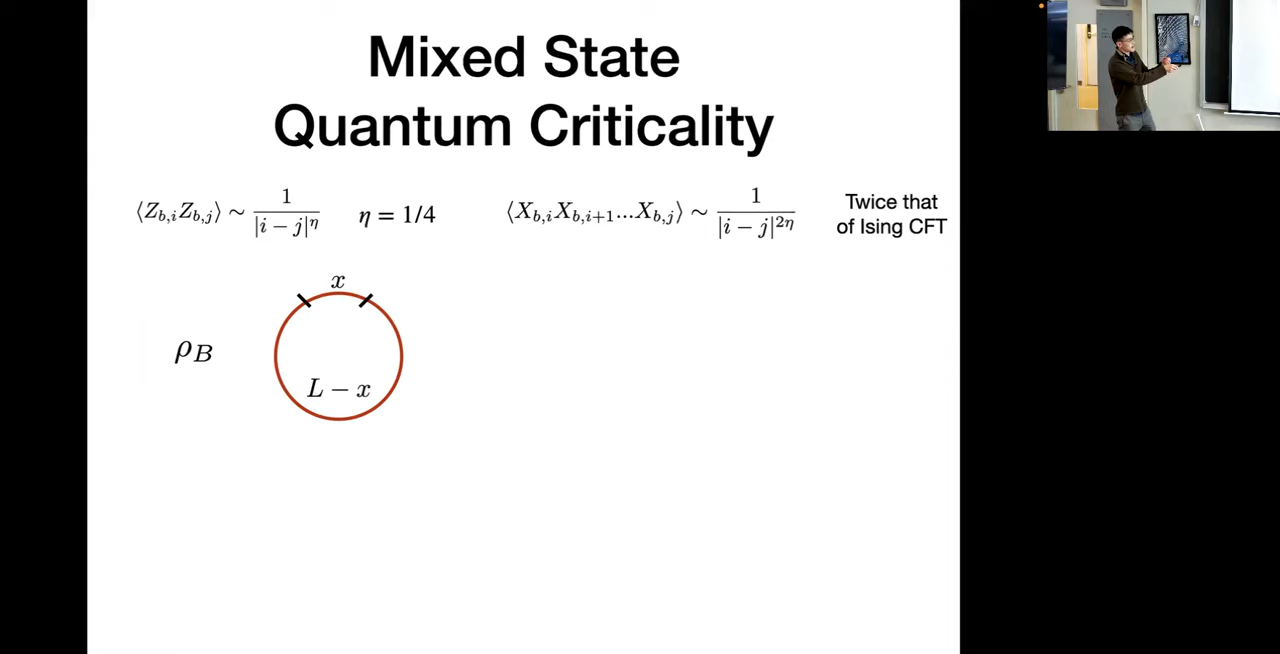 Mixed State
Quantum Criticality
⟨Z_{b,i}Z_{b,j}⟩ ~ 1/|i − j|^η   η = 1/4   ⟨X_{b,i}X_{b,i+1}...X_{b,j}⟩ ~ 1/|i − j|^{2η}   Twice that
of Ising CFT
x
ρ_B
L − x